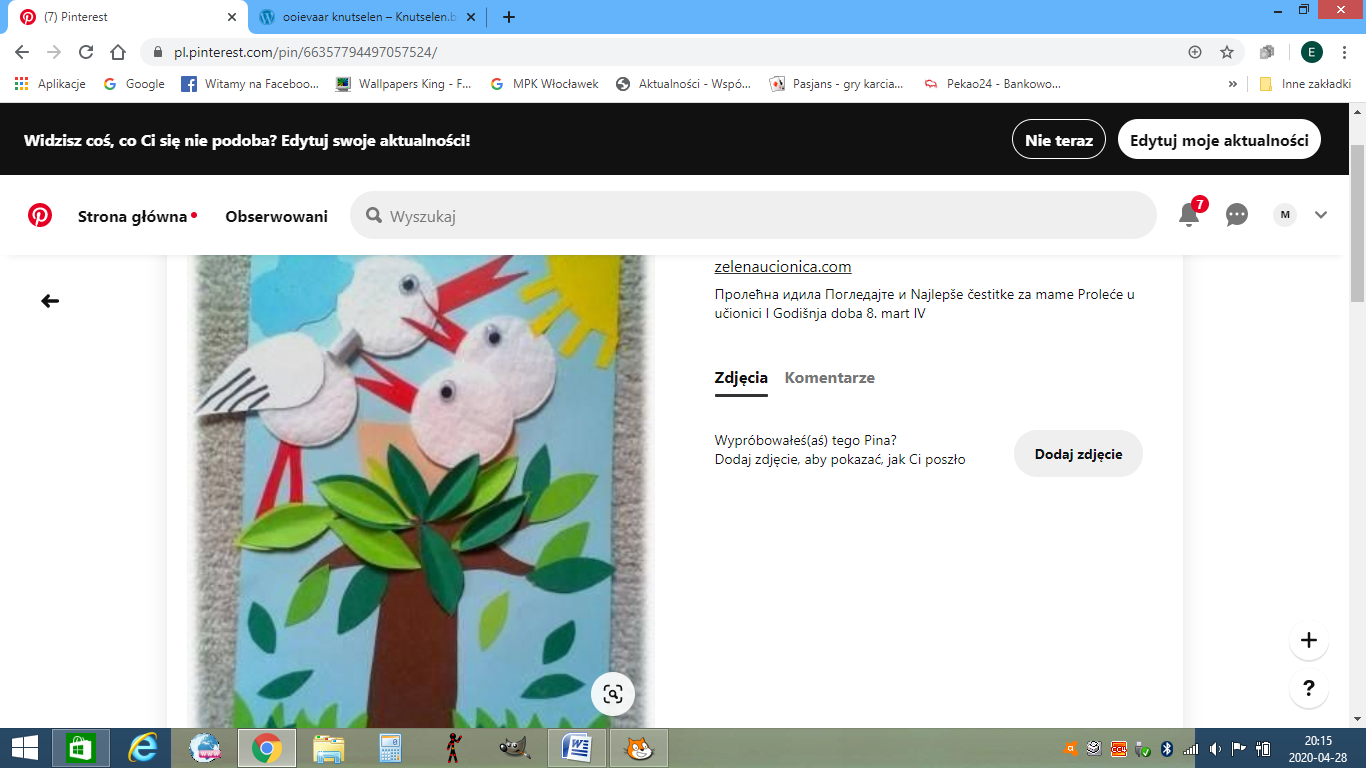 (7) Pinterest
ooievaar knutselen – Knutselen.b
pl.pinterest.com/pin/66357794497057524/
E
Aplikacje
Google
Witamy na Faceboo...
Wallpapers King - F...
MPK Włocławek
Aktualności - Wspó...
Pasjans - gry karcia...
Pekao24 - Bankowo...
»
Inne zakładki
Widzisz coś, co Ci się nie podoba? Edytuj swoje aktualności!
Nie teraz
Edytuj moje aktualności
Strona główna
Obserwowani
Wyszukaj
7
M
zelenaucionica.com
Пролећна идила Погледајте и Najlepše čestitke za mame Proleće u
učionici I Godišnja doba 8. mart IV
Zdjęcia
Komentarze
Wypróbowałeś(aś) tego Pina?
Dodaj zdjęcie, aby pokazać, jak Ci poszło
Dodaj zdjęcie
+
?
20:15
2020-04-28